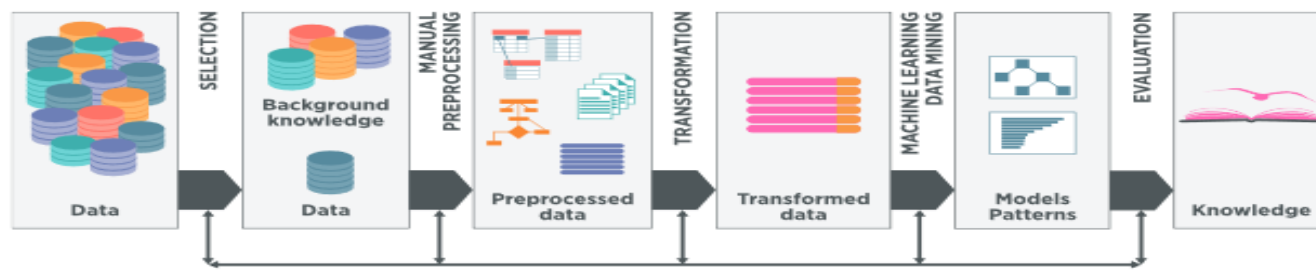 Data
SELECTION
Background
knowledge
Data
MANUAL
PREPROCESSING
Preprocessed
data
TRANSFORMATION
Transformed
data
MACHINE LEARNING
DATA MINING
Models
Patterns
EVALUATION
Knowledge